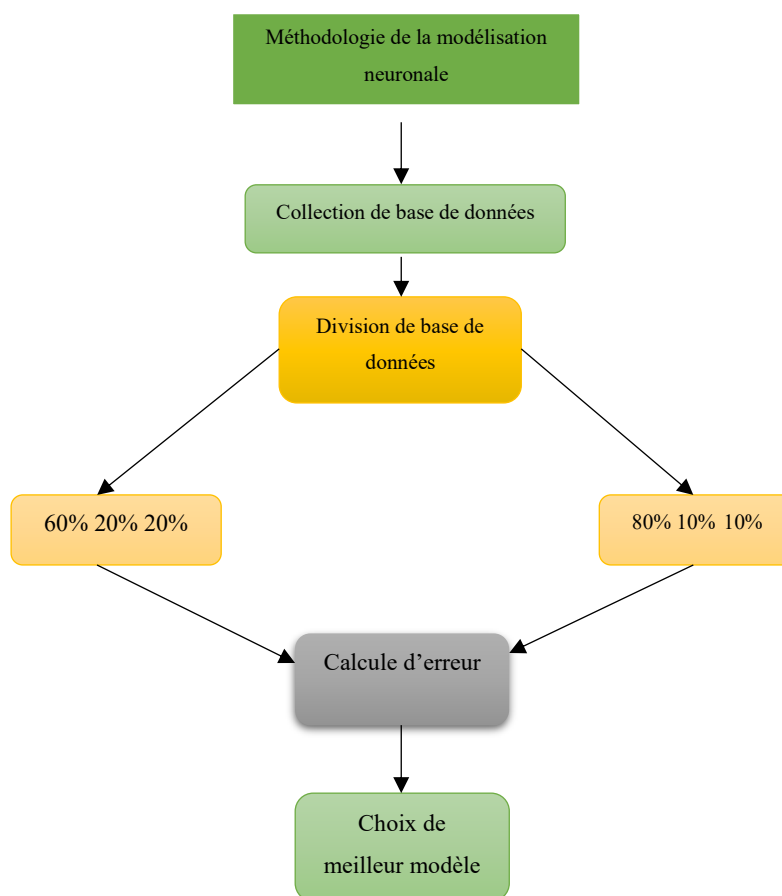 Méthodologie de la modélisation
neuronale
Collection de base de données
Division de base de
données
60% 20% 20%
80% 10% 10%
Calcule d’erreur
Choix de
meilleur modèle